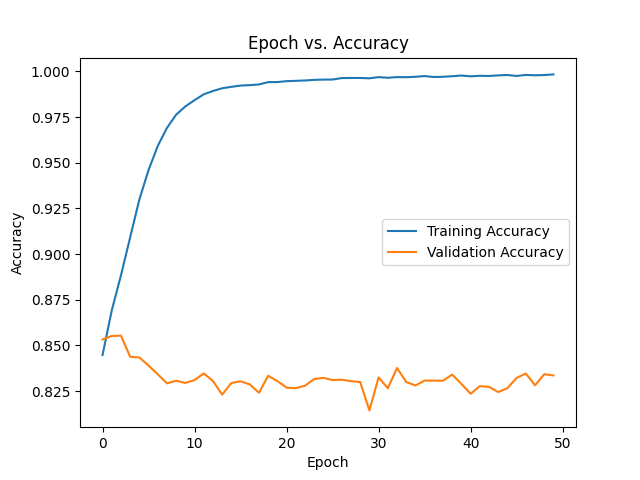 Epoch vs. Accuracy
1.000
0.975
0.950
0.925
0.900
0.875
0.850
0.825
Accuracy
Training Accuracy
Validation Accuracy
0 10 20 30 40 50
Epoch